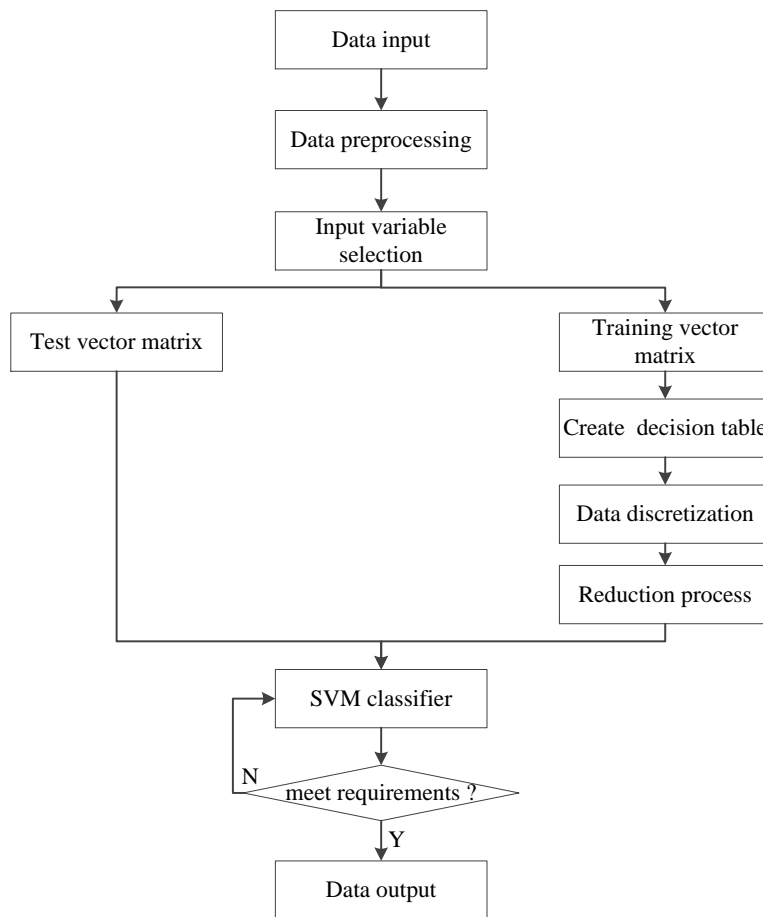 Data input
Data preprocessing
Input variable
selection
Test vector matrix
Training vector
matrix
Create decision table
Data discretization
Reduction process
SVM classifier
N
meet requirements ?
Y
Data output